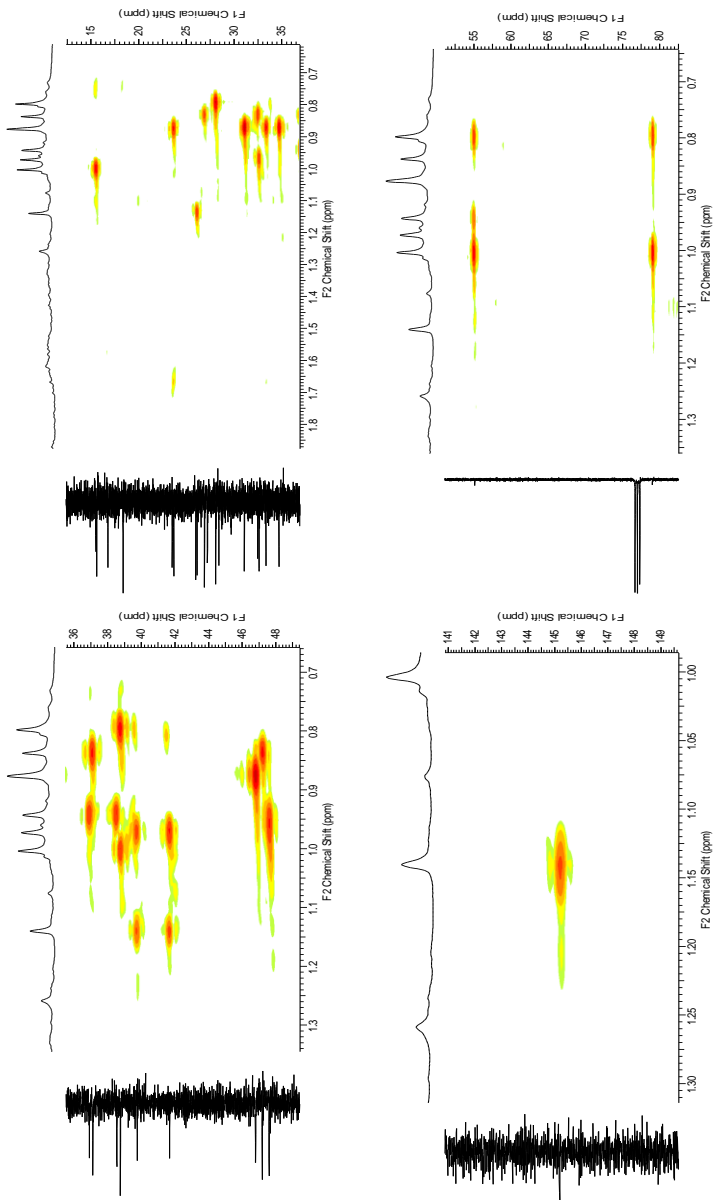 F1 Chemical Shift (ppm)
15 20 25 30 35
0.7
0.8
0.9
1.0
1.1
1.2
1.3
1.4
1.5
1.6
1.7
1.8
F2 Chemical Shift (ppm)
F1 Chemical Shift (ppm)
55 60 65 70 75 80
0.7
0.8
0.9
1.0
1.1
1.2
1.3
F2 Chemical Shift (ppm)
F1 Chemical Shift (ppm)
36 38 40 42 44 46 48
0.7
0.8
0.9
1.0
1.1
1.2
1.3
F2 Chemical Shift (ppm)
F1 Chemical Shift (ppm)
141 142 143 144 145 146 147 148 149
1.00
1.05
1.10
1.15
1.20
1.25
1.30
F2 Chemical Shift (ppm)